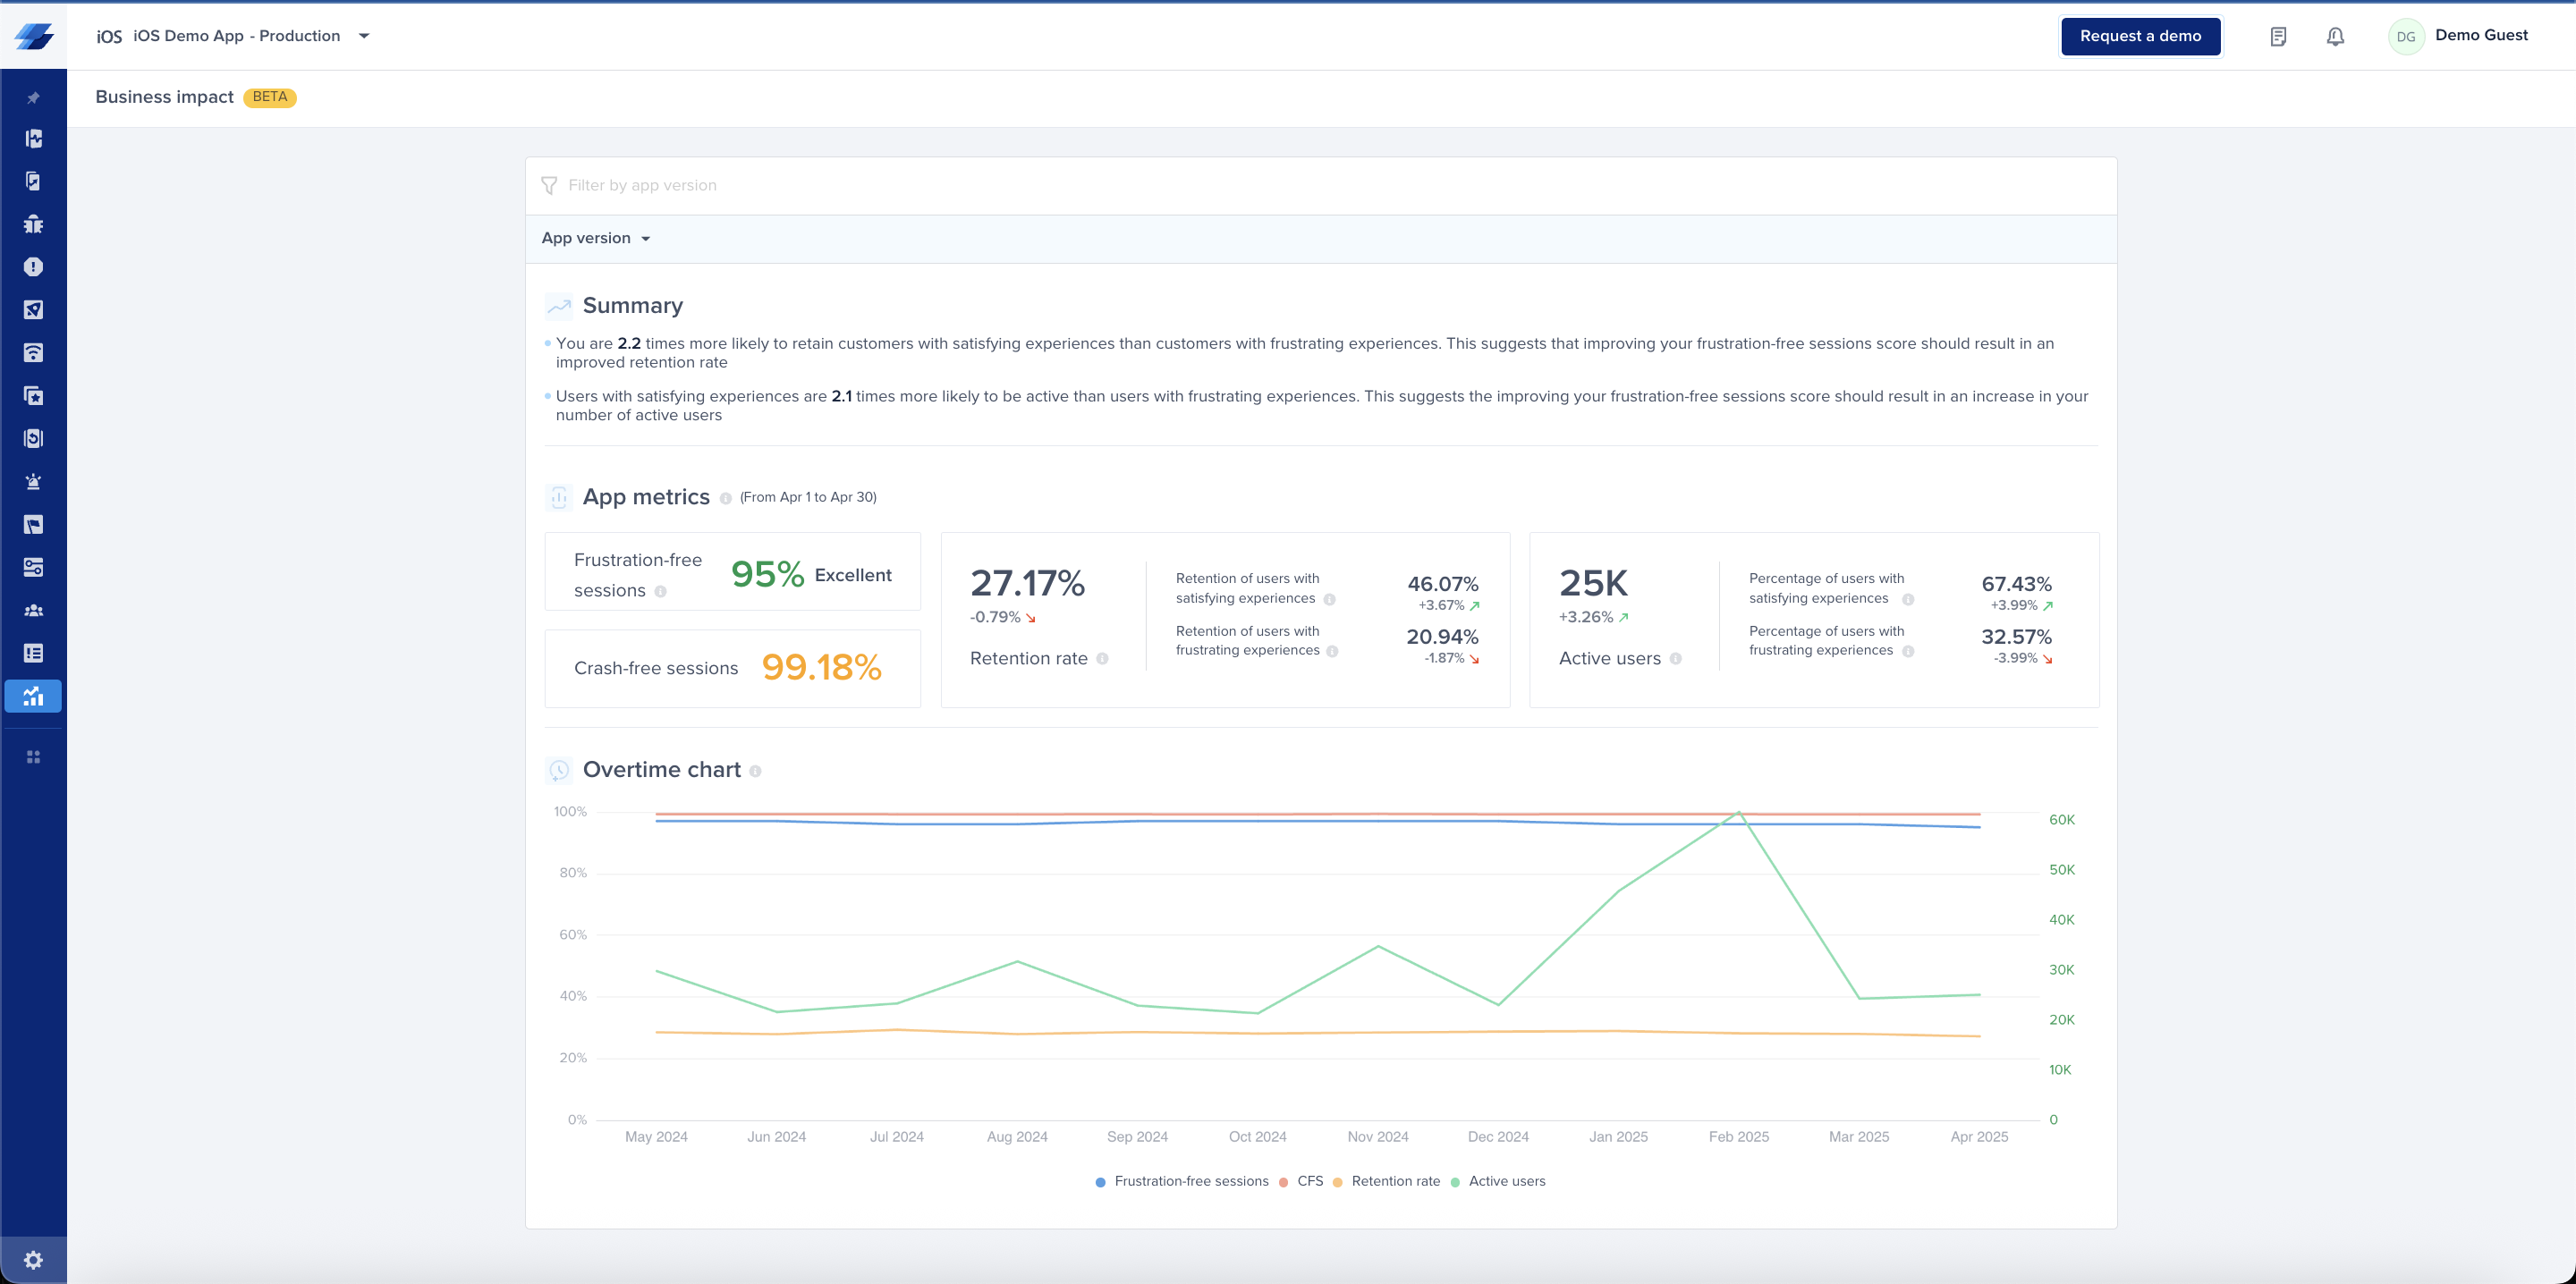 iOS iOS Demo App - Production
Request a demo
DG Demo Guest
Business impact BETA
Filter by app version
App version
Summary
You are 2.2 times more likely to retain customers with satisfying experiences than customers with frustrating experiences. This suggests that improving your frustration-free sessions score should result in an
improved retention rate
Users with satisfying experiences are 2.1 times more likely to be active than users with frustrating experiences. This suggests the improving your frustration-free sessions score should result in an increase in your
number of active users
App metrics (From Apr 1 to Apr 30)
Frustration-free
sessions
95% Excellent
Crash-free sessions 99.18%
27.17%
-0.79%
Retention rate
Retention of users with
satisfying experiences
46.07%
+3.67%
Retention of users with
frustrating experiences
20.94%
-1.87%
25K
+3.26%
Active users
Percentage of users with
satisfying experiences
67.43%
+3.99%
Percentage of users with
frustrating experiences
32.57%
-3.99%
Overtime chart
100%
80%
60%
40%
20%
0%
60K
50K
40K
30K
20K
10K
0
May 2024 Jun 2024 Jul 2024 Aug 2024 Sep 2024 Oct 2024 Nov 2024 Dec 2024 Jan 2025 Feb 2025 Mar 2025 Apr 2025
Frustration-free sessions CFS Retention rate Active users